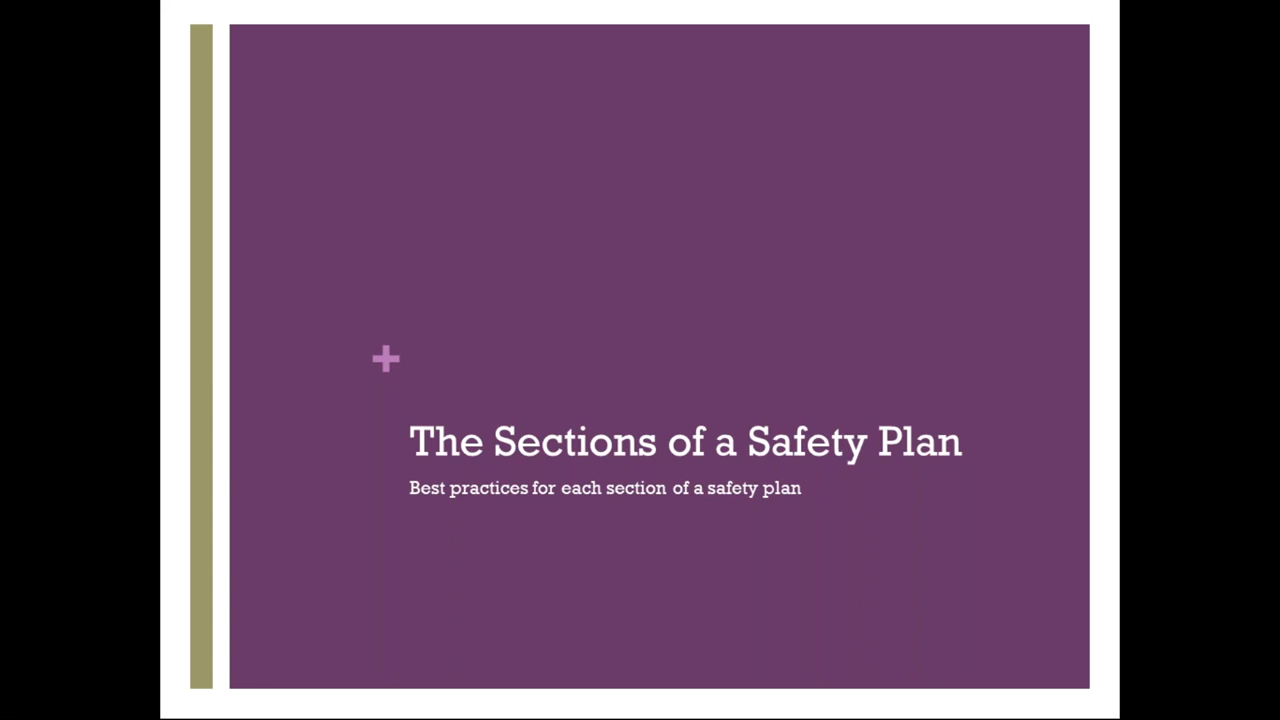 The Sections of a Safety Plan
Best practices for each section of a safety plan